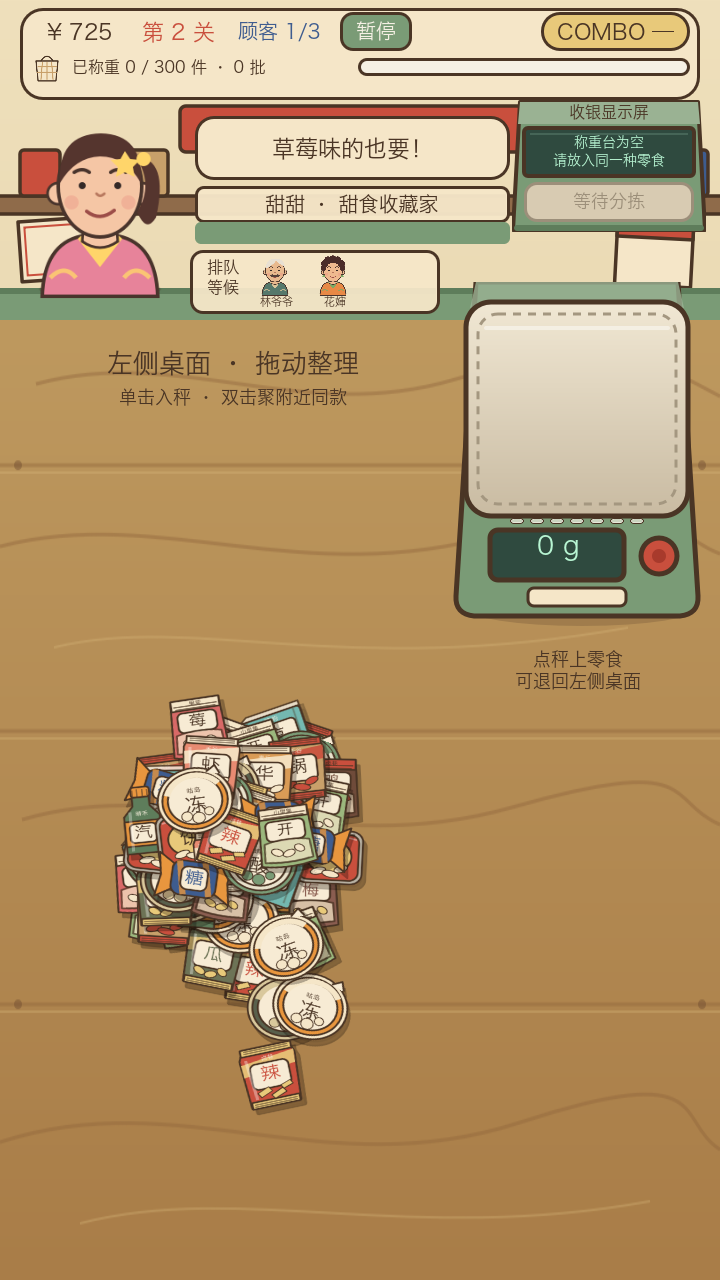 ¥ 725
第 2 关
顾客 1/3
暂停
COMBO —
已称重 0 / 300 件 · 0 批
收银显示屏
称重台为空
请放入同一种零食
等待分拣
草莓味的也要！
甜甜 · 甜食收藏家
排队
等候
林爷爷
花婶
左侧桌面 · 拖动整理
单击入秤 · 双击聚附近同款
0 g
点秤上零食
可退回左侧桌面
莓
虾
华
锅
开
冻
汽
辣
开
酸
糖
梅
冻
瓜
辣
冻
冻
辣